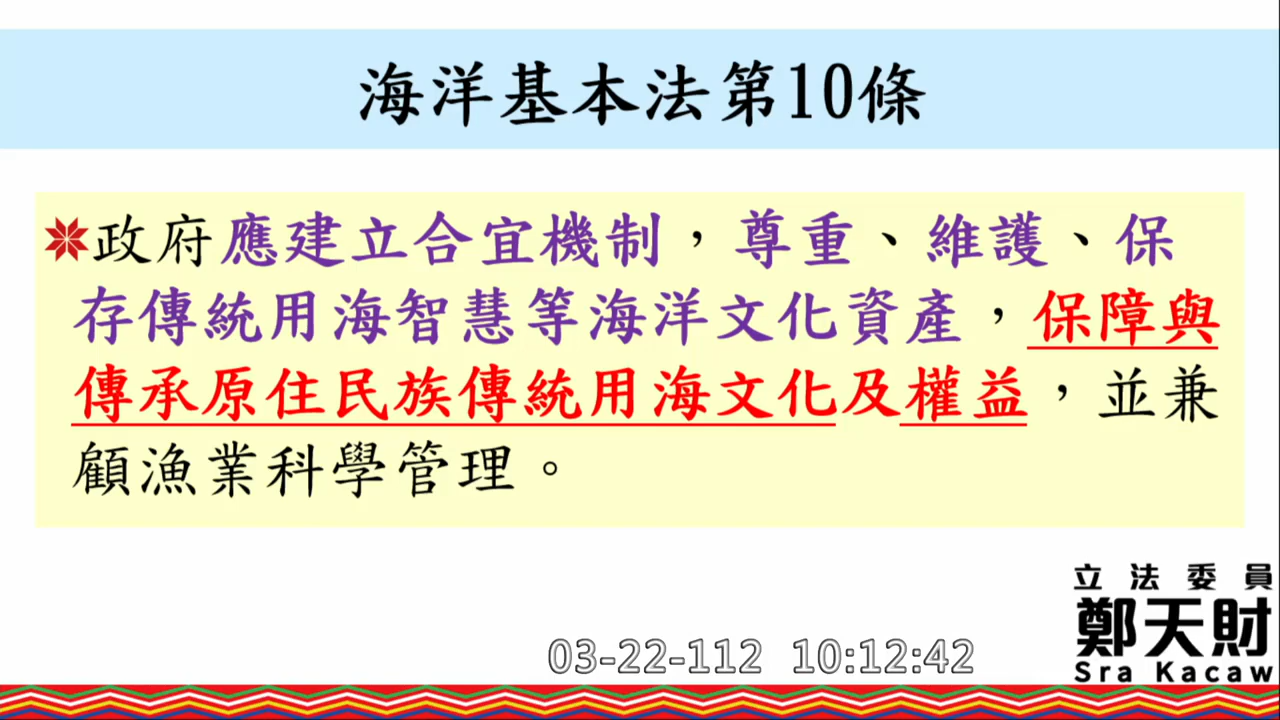 海洋基本法第10條
政府應建立合宜機制，尊重、維護、保
存傳統用海智慧等海洋文化資產，保障與
傳承原住民族傳統用海文化及權益，並兼
顧漁業科學管理。
立法委員
鄭天財
Sra Kacaw
03-22-112 10:12:42